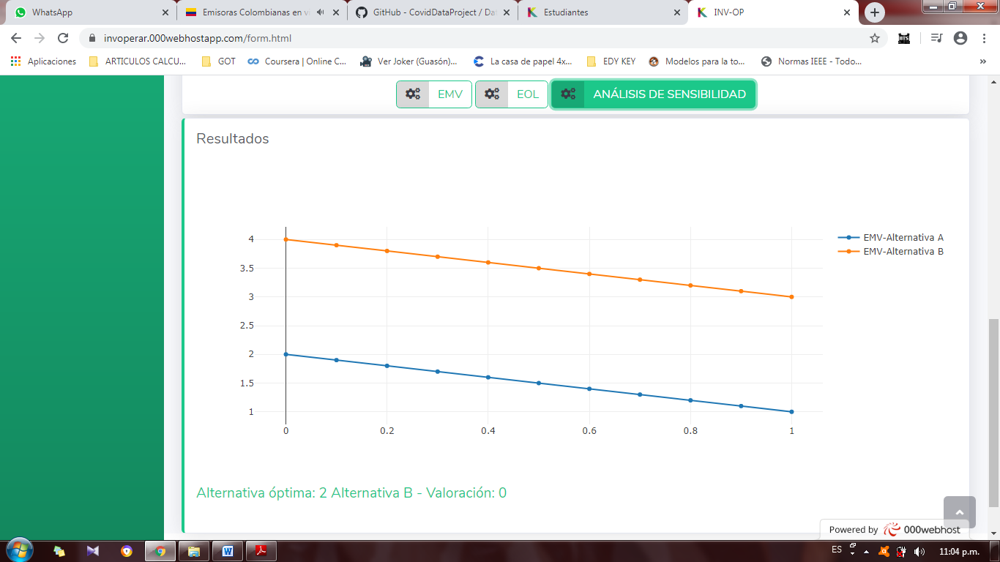 WhatsApp
Emisoras Colombianas en v
GitHub - CovidDataProject / Da
Estudiantes
INV-OP
invoperar.000webhostapp.com/form.html
Aplicaciones
ARTICULOS CALCU...
GOT
Coursera | Online C...
Ver Joker (Guasón)...
La casa de papel 4x...
EDY KEY
Modelos para la to...
Normas IEEE - Todo...
»
EMV
EOL
ANÁLISIS DE SENSIBILIDAD
Resultados
4
3.5
3
2.5
2
1.5
1
0 0.2 0.4 0.6 0.8 1
EMV-Alternativa A
EMV-Alternativa B
Alternativa óptima: 2 Alternativa B - Valoración: 0
Powered by 000webhost
ES
11:04 p.m.